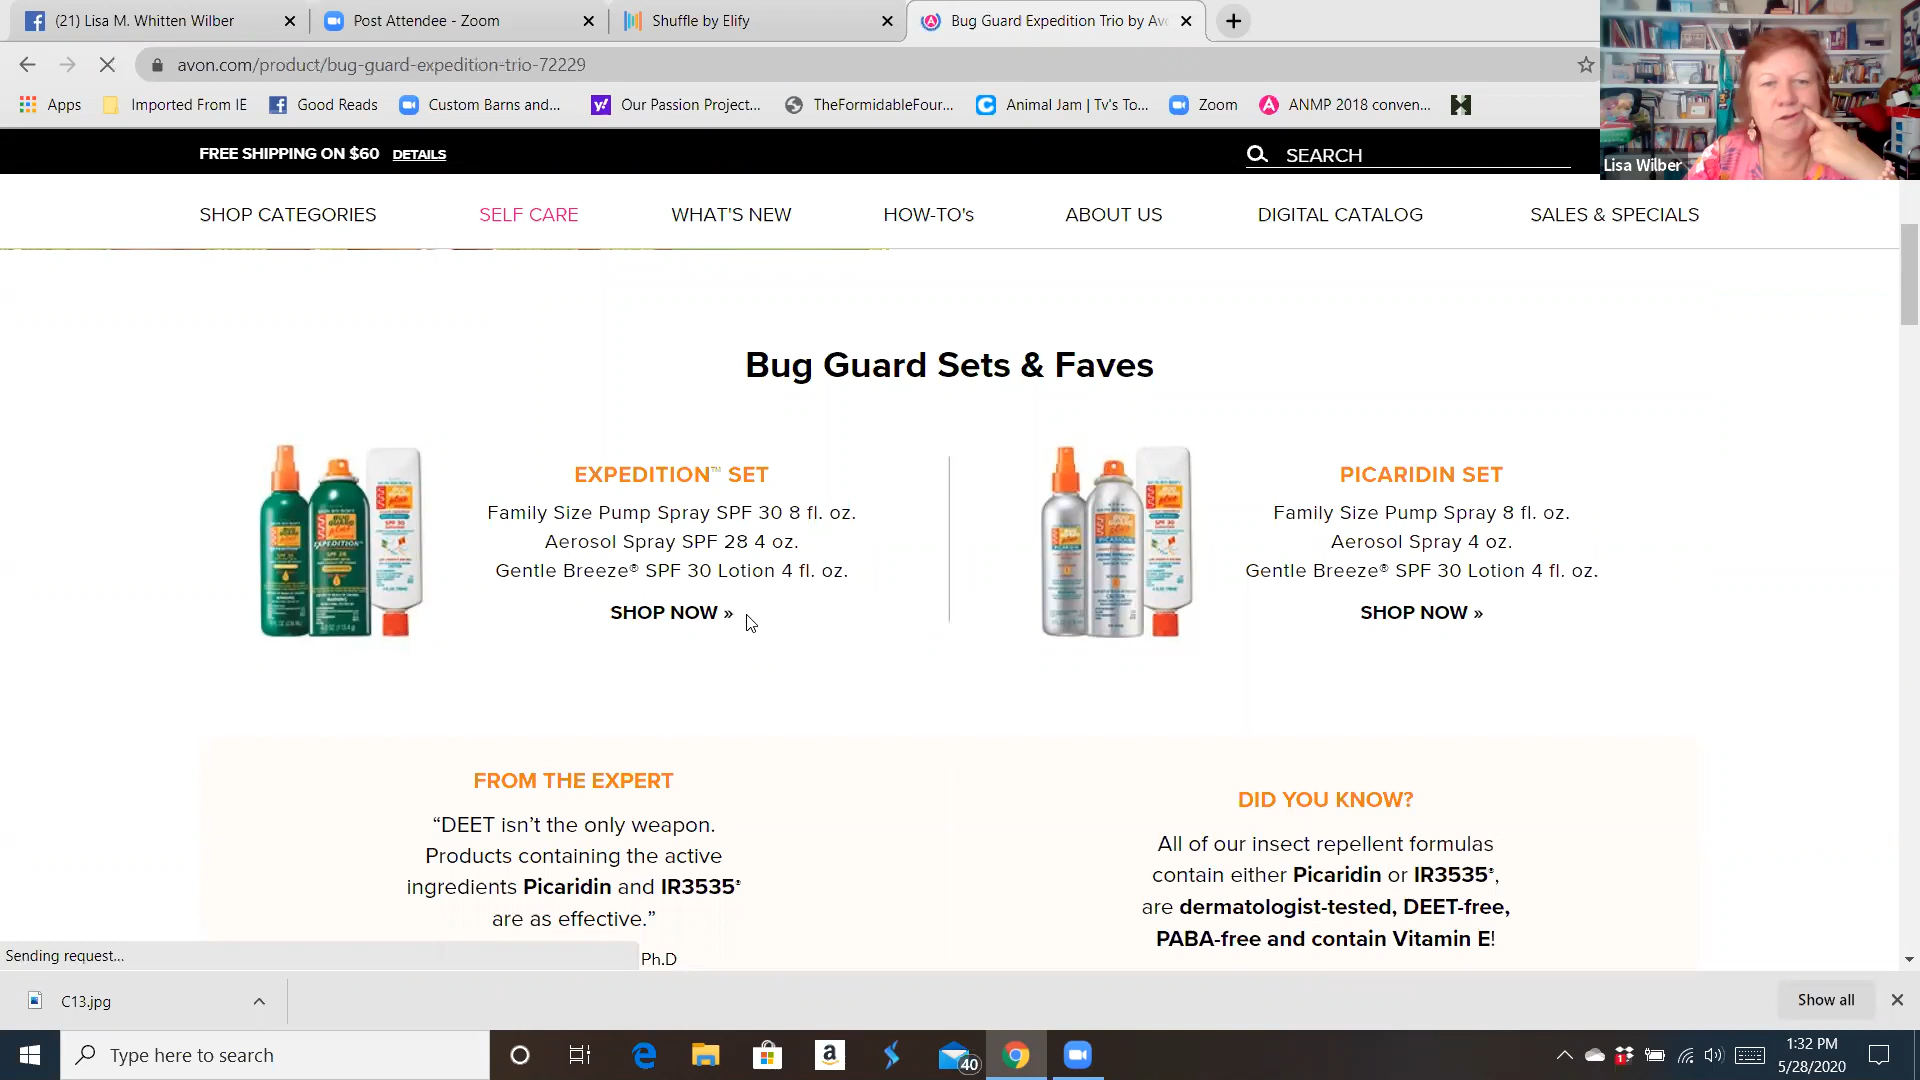 (21) Lisa M. Whitten Wilber
Post Attendee - Zoom
Shuffle by Elify
Bug Guard Expedition Trio by Avo
avon.com/product/bug-guard-expedition-trio-72229
Apps
Imported From IE
Good Reads
Custom Barns and...
Our Passion Project...
TheFormidableFour...
Animal Jam | Tv's To...
Zoom
ANMP 2018 conven...
Lisa Wilber
FREE SHIPPING ON $60 DETAILS
SEARCH
SHOP CATEGORIES
SELF CARE
WHAT'S NEW
HOW-TO's
ABOUT US
DIGITAL CATALOG
SALES & SPECIALS
Bug Guard Sets & Faves
EXPEDITION™ SET
Family Size Pump Spray SPF 30 8 fl. oz.
Aerosol Spray SPF 28 4 oz.
Gentle Breeze® SPF 30 Lotion 4 fl. oz.
SHOP NOW »
PICARIDIN SET
Family Size Pump Spray 8 fl. oz.
Aerosol Spray 4 oz.
Gentle Breeze® SPF 30 Lotion 4 fl. oz.
SHOP NOW »
FROM THE EXPERT
“DEET isn’t the only weapon.
Products containing the active
ingredients Picaridin and IR3535®
are as effective.”
Ph.D
DID YOU KNOW?
All of our insect repellent formulas
contain either Picaridin or IR3535®,
are dermatologist-tested, DEET-free,
PABA-free and contain Vitamin E!
Sending request...
C13.jpg
Show all
Type here to search
40
1:32 PM
5/28/2020